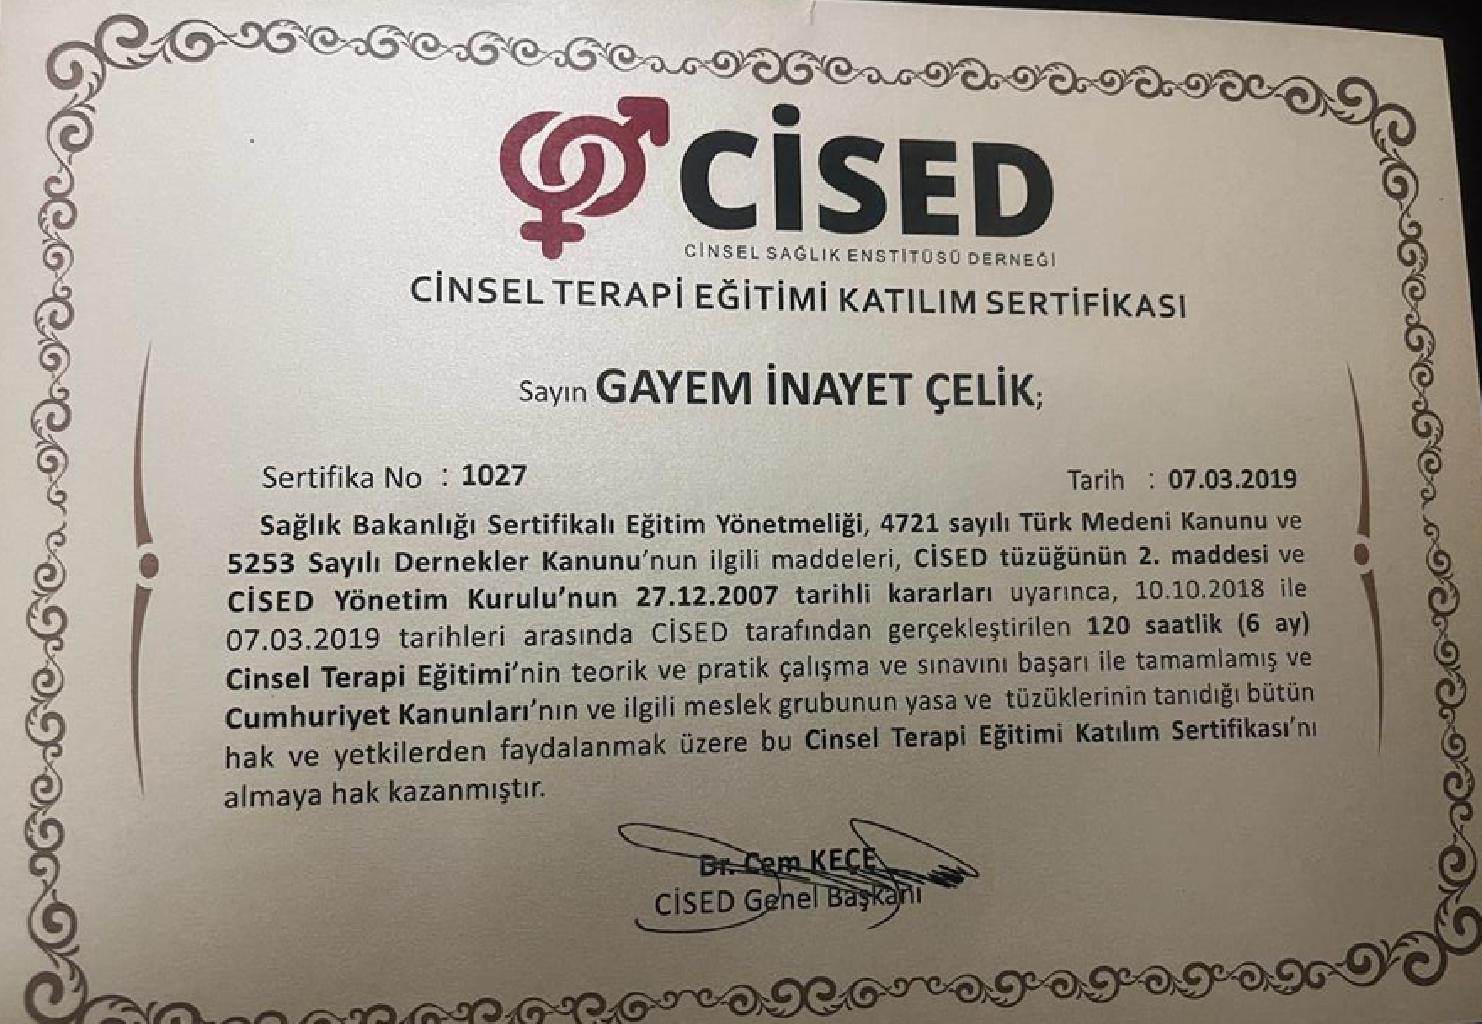 CİSED
CİNSEL SAĞLIK ENSTİTÜSÜ DERNEĞİ
CİNSEL TERAPİ EĞİTİMİ KATILIM SERTİFİKASI
Sayın GAYEM İNAYET ÇELİK;
Sertifika No : 1027 Tarih : 07.03.2019
Sağlık Bakanlığı Sertifikalı Eğitim Yönetmeliği, 4721 sayılı Türk Medeni Kanunu ve
5253 Sayılı Dernekler Kanunu'nun ilgili maddeleri, CİSED tüzüğünün 2. maddesi ve
CİSED Yönetim Kurulu'nun 27.12.2007 tarihli kararları uyarınca, 10.10.2018 ile
07.03.2019 tarihleri arasında CİSED tarafından gerçekleştirilen 120 saatlik (6 ay)
Cinsel Terapi Eğitimi'nin teorik ve pratik çalışma ve sınavını başarı ile tamamlamış ve
Cumhuriyet Kanunları'nın ve ilgili meslek grubunun yasa ve tüzüklerinin tanıdığı bütün
hak ve yetkilerden faydalanmak üzere bu Cinsel Terapi Eğitimi Katılım Sertifikası'nı
almaya hak kazanmıştır.
Dr. Cem KEÇE
CİSED Genel Başkanı